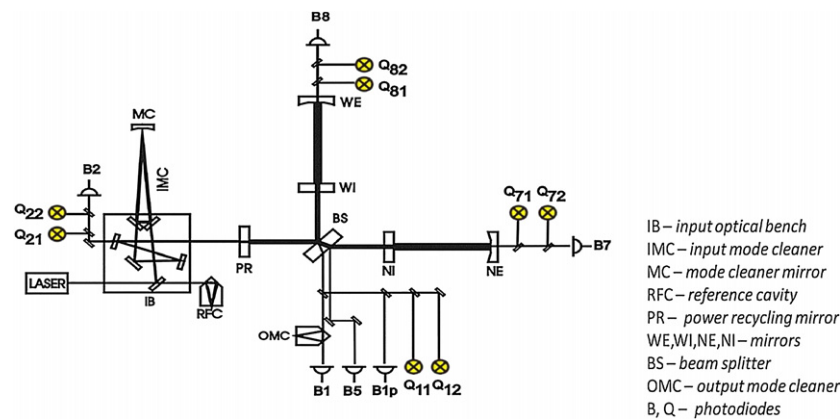 B8
Q82
Q81
WE
MC
IMC
B2
WI
Q22
Q21
BS
Q71
Q72
PR
NI
NE
B7
LASER
IB
RFC
OMC
B1
B5
B1p
Q11
Q12
IB – input optical bench
IMC – input mode cleaner
MC – mode cleaner mirror
RFC – reference cavity
PR – power recycling mirror
WE,WI,NE,NI – mirrors
BS – beam splitter
OMC – output mode cleaner
B, Q – photodiodes